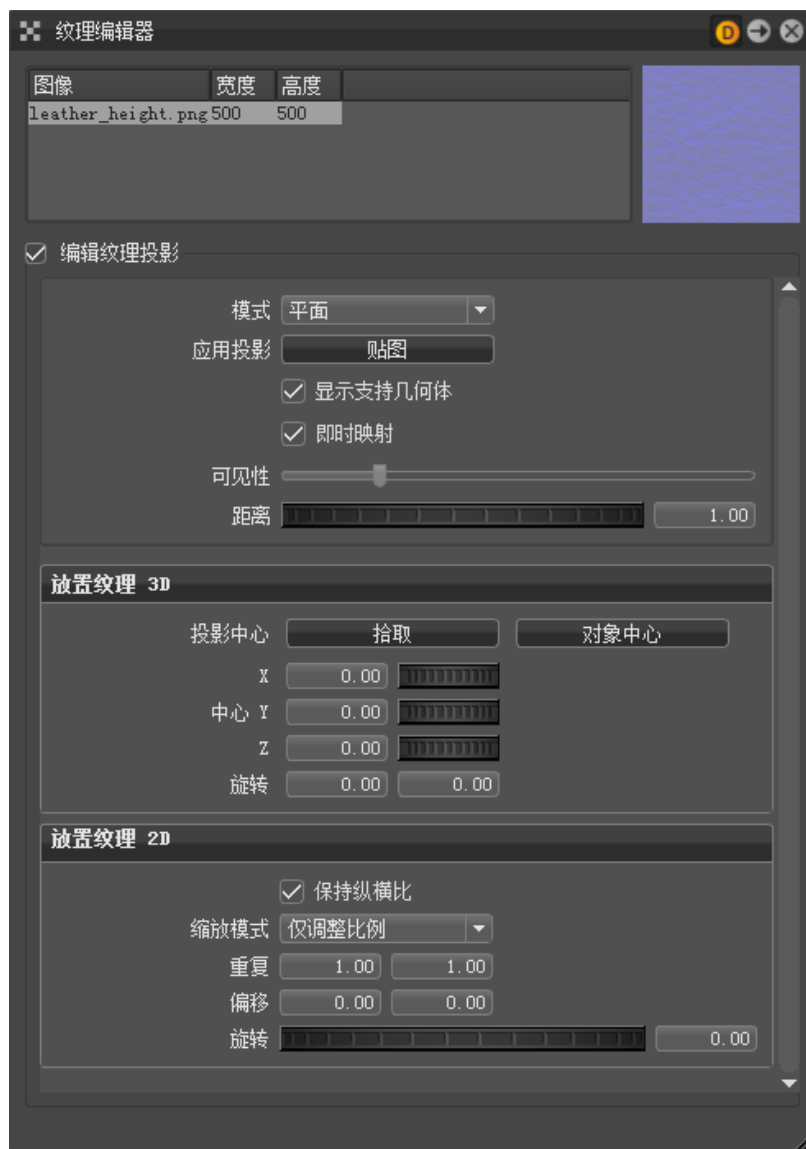 纹理编辑器 D
图像 宽度 高度
leather_height.png 500 500
编辑纹理投影
模式 平面
应用投影 贴图
显示支持几何体
即时映射
可见性
距离 1.00
放置纹理 3D
投影中心 拾取 对象中心
X 0.00
中心 Y 0.00
Z 0.00
旋转 0.00 0.00
放置纹理 2D
保持纵横比
缩放模式 仅调整比例
重复 1.00 1.00
偏移 0.00 0.00
旋转 0.00